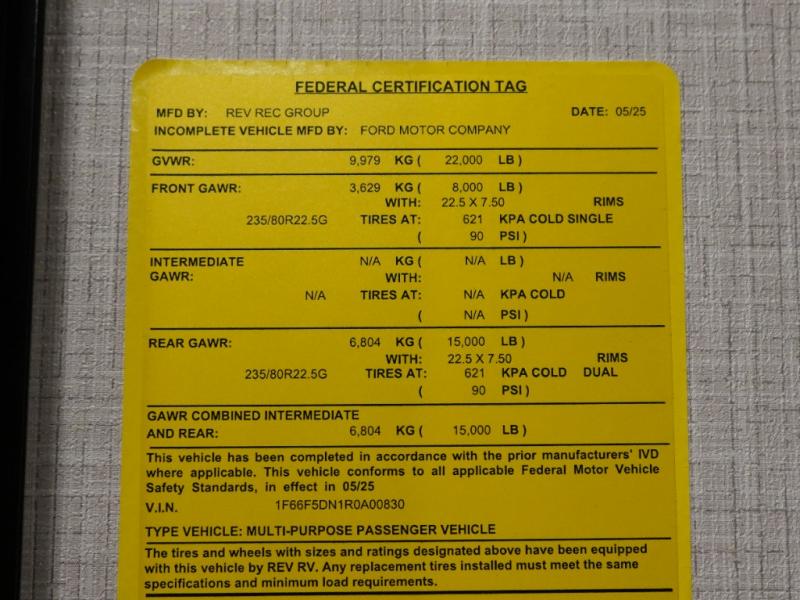 FEDERAL CERTIFICATION TAG
MFD BY: REV REC GROUP DATE: 05/25
INCOMPLETE VEHICLE MFD BY: FORD MOTOR COMPANY
GVWR: 9,979 KG ( 22,000 LB )
FRONT GAWR: 3,629 KG ( 8,000 LB )
WITH: 22.5 X 7.50 RIMS
235/80R22.5G TIRES AT: 621 KPA COLD SINGLE
( 90 PSI )
INTERMEDIATE N/A KG ( N/A LB )
GAWR: WITH: N/A RIMS
N/A TIRES AT: N/A KPA COLD
( N/A PSI )
REAR GAWR: 6,804 KG ( 15,000 LB )
WITH: 22.5 X 7.50 RIMS
235/80R22.5G TIRES AT: 621 KPA COLD DUAL
( 90 PSI )
GAWR COMBINED INTERMEDIATE
AND REAR: 6,804 KG ( 15,000 LB )
This vehicle has been completed in accordance with the prior manufacturers' IVD
where applicable. This vehicle conforms to all applicable Federal Motor Vehicle
Safety Standards, in effect in 05/25
V.I.N. 1F66F5DN1R0A00830
TYPE VEHICLE: MULTI-PURPOSE PASSENGER VEHICLE
The tires and wheels with sizes and ratings designated above have been equipped
with this vehicle by REV RV. Any replacement tires installed must meet the same
specifications and minimum load requirements.